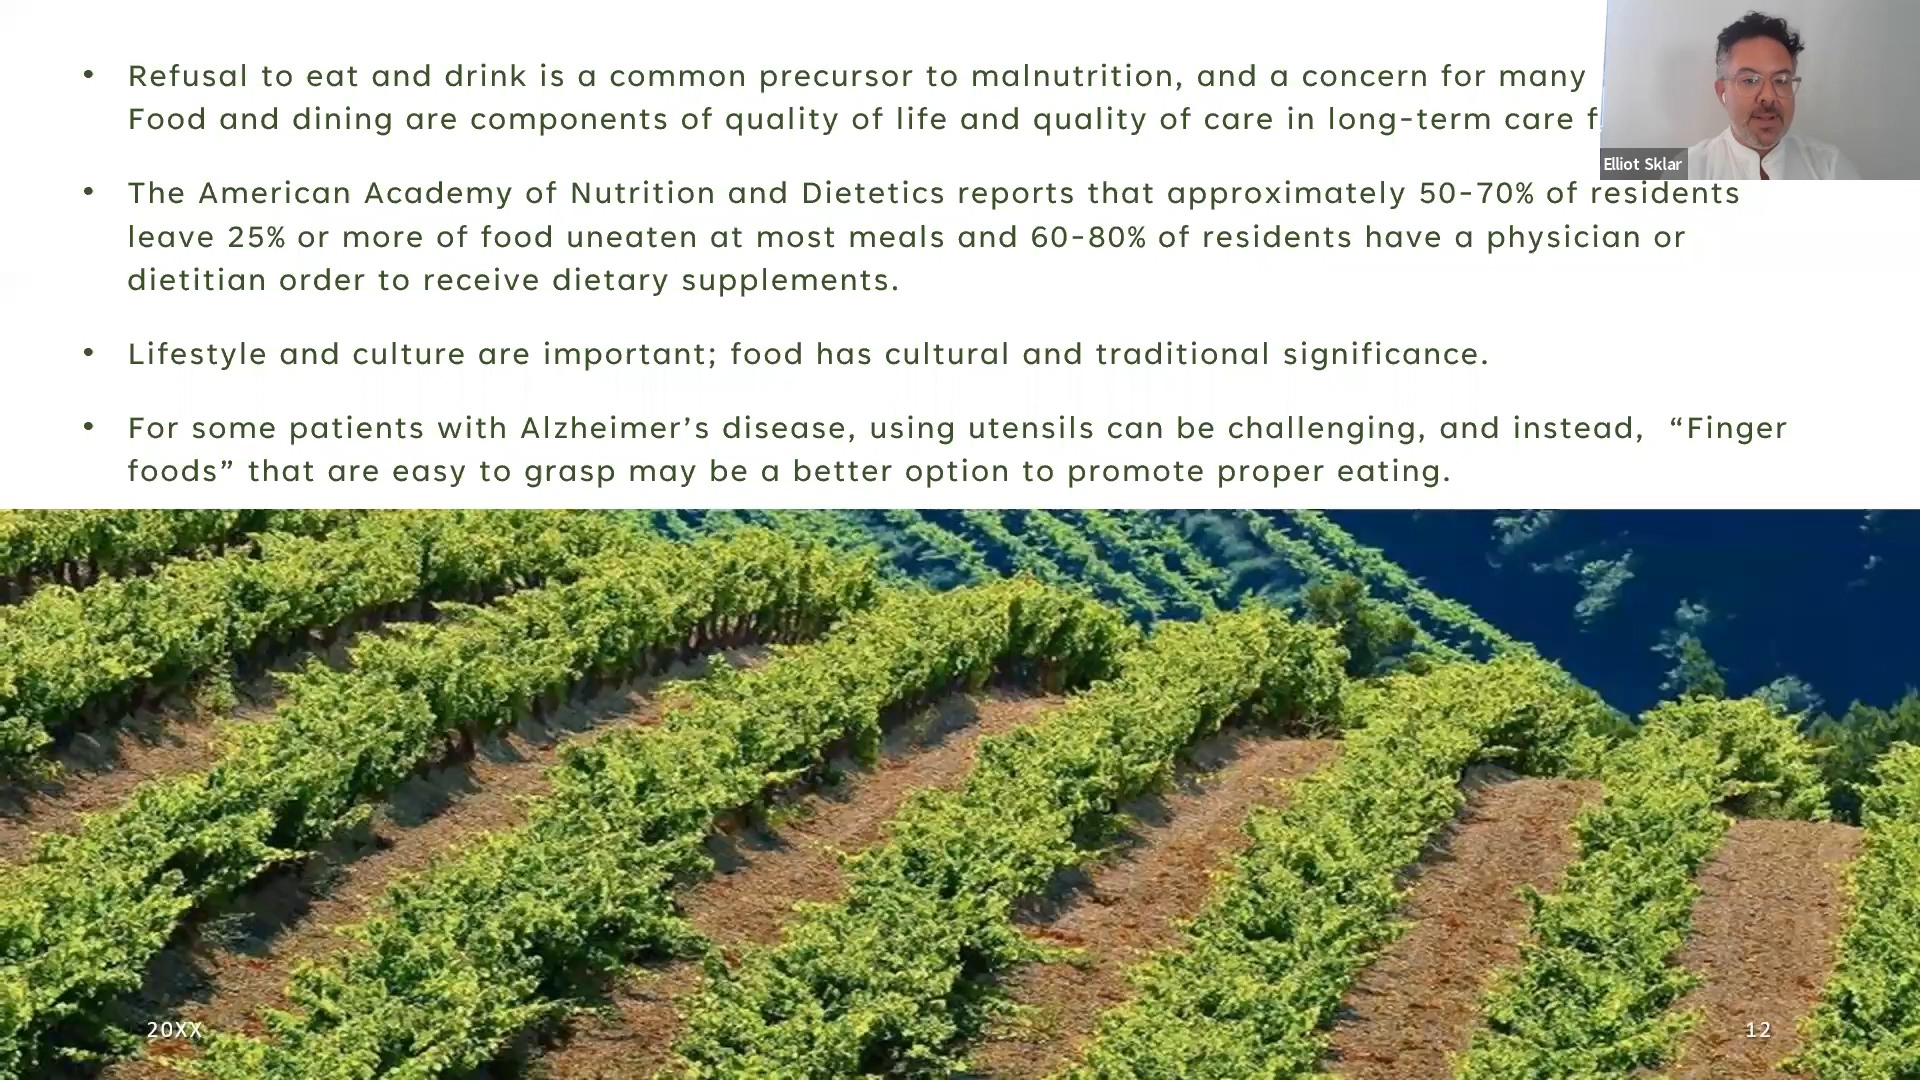 • Refusal to eat and drink is a common precursor to malnutrition, and a concern for many
Food and dining are components of quality of life and quality of care in long-term care
• The American Academy of Nutrition and Dietetics reports that approximately 50-70% of residents
leave 25% or more of food uneaten at most meals and 60-80% of residents have a physician or
dietitian order to receive dietary supplements.
• Lifestyle and culture are important; food has cultural and traditional significance.
• For some patients with Alzheimer’s disease, using utensils can be challenging, and instead, “Finger
foods” that are easy to grasp may be a better option to promote proper eating.
Elliot Sklar
20XX
12